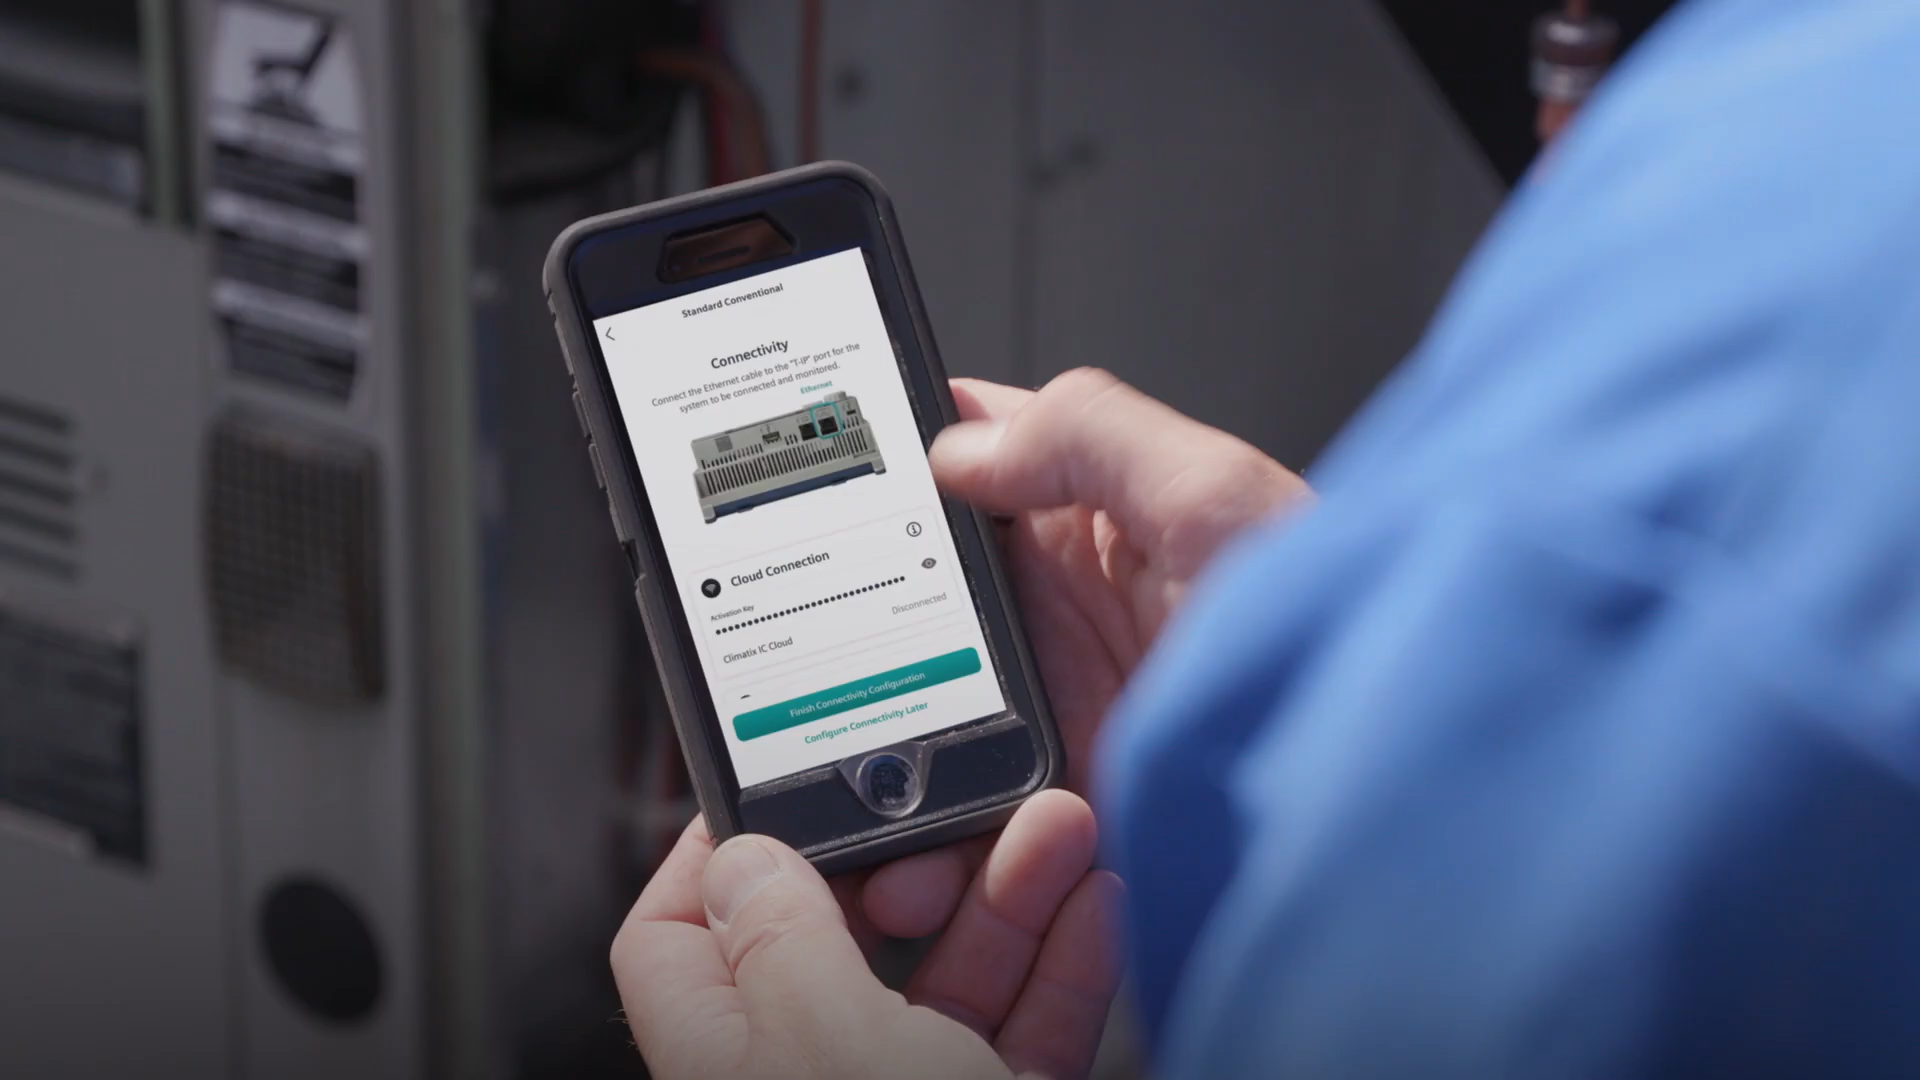 Standard Conventional
Connectivity
Connect the Ethernet cable to the "T-IP" port for the
system to be connected and monitored.
Ethernet
Cloud Connection
Activation Key
Disconnected
Climatix IC Cloud
Finish Connectivity Configuration
Configure Connectivity Later